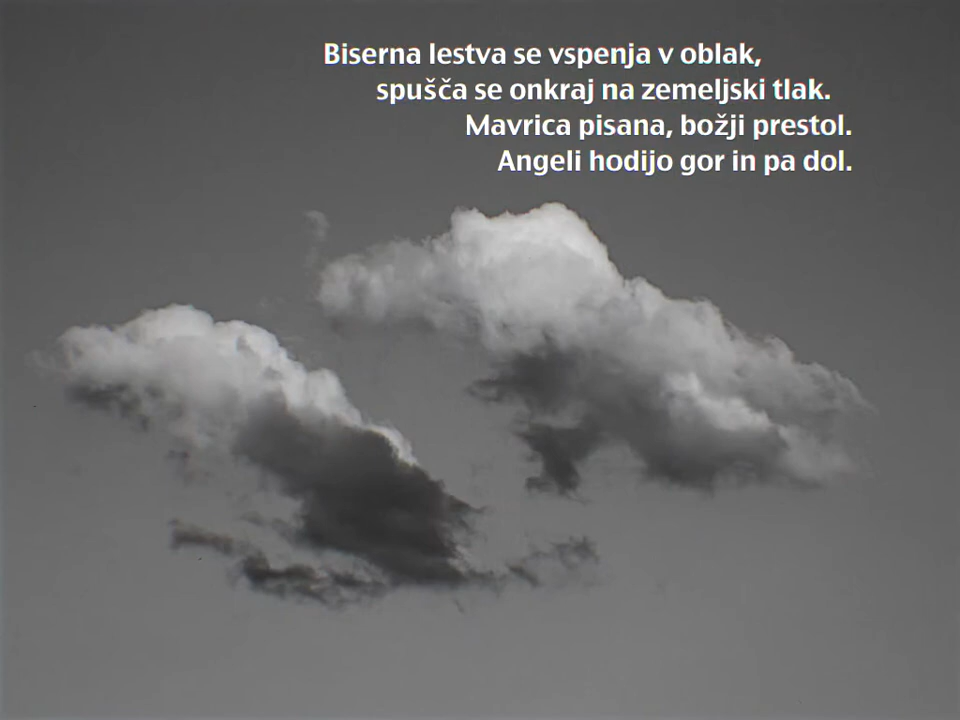 Biserna lestva se vspenja v oblak,
spušča se onkraj na zemeljski tlak.
Mavrica pisana, božji prestol.
Angeli hodijo gor in pa dol.